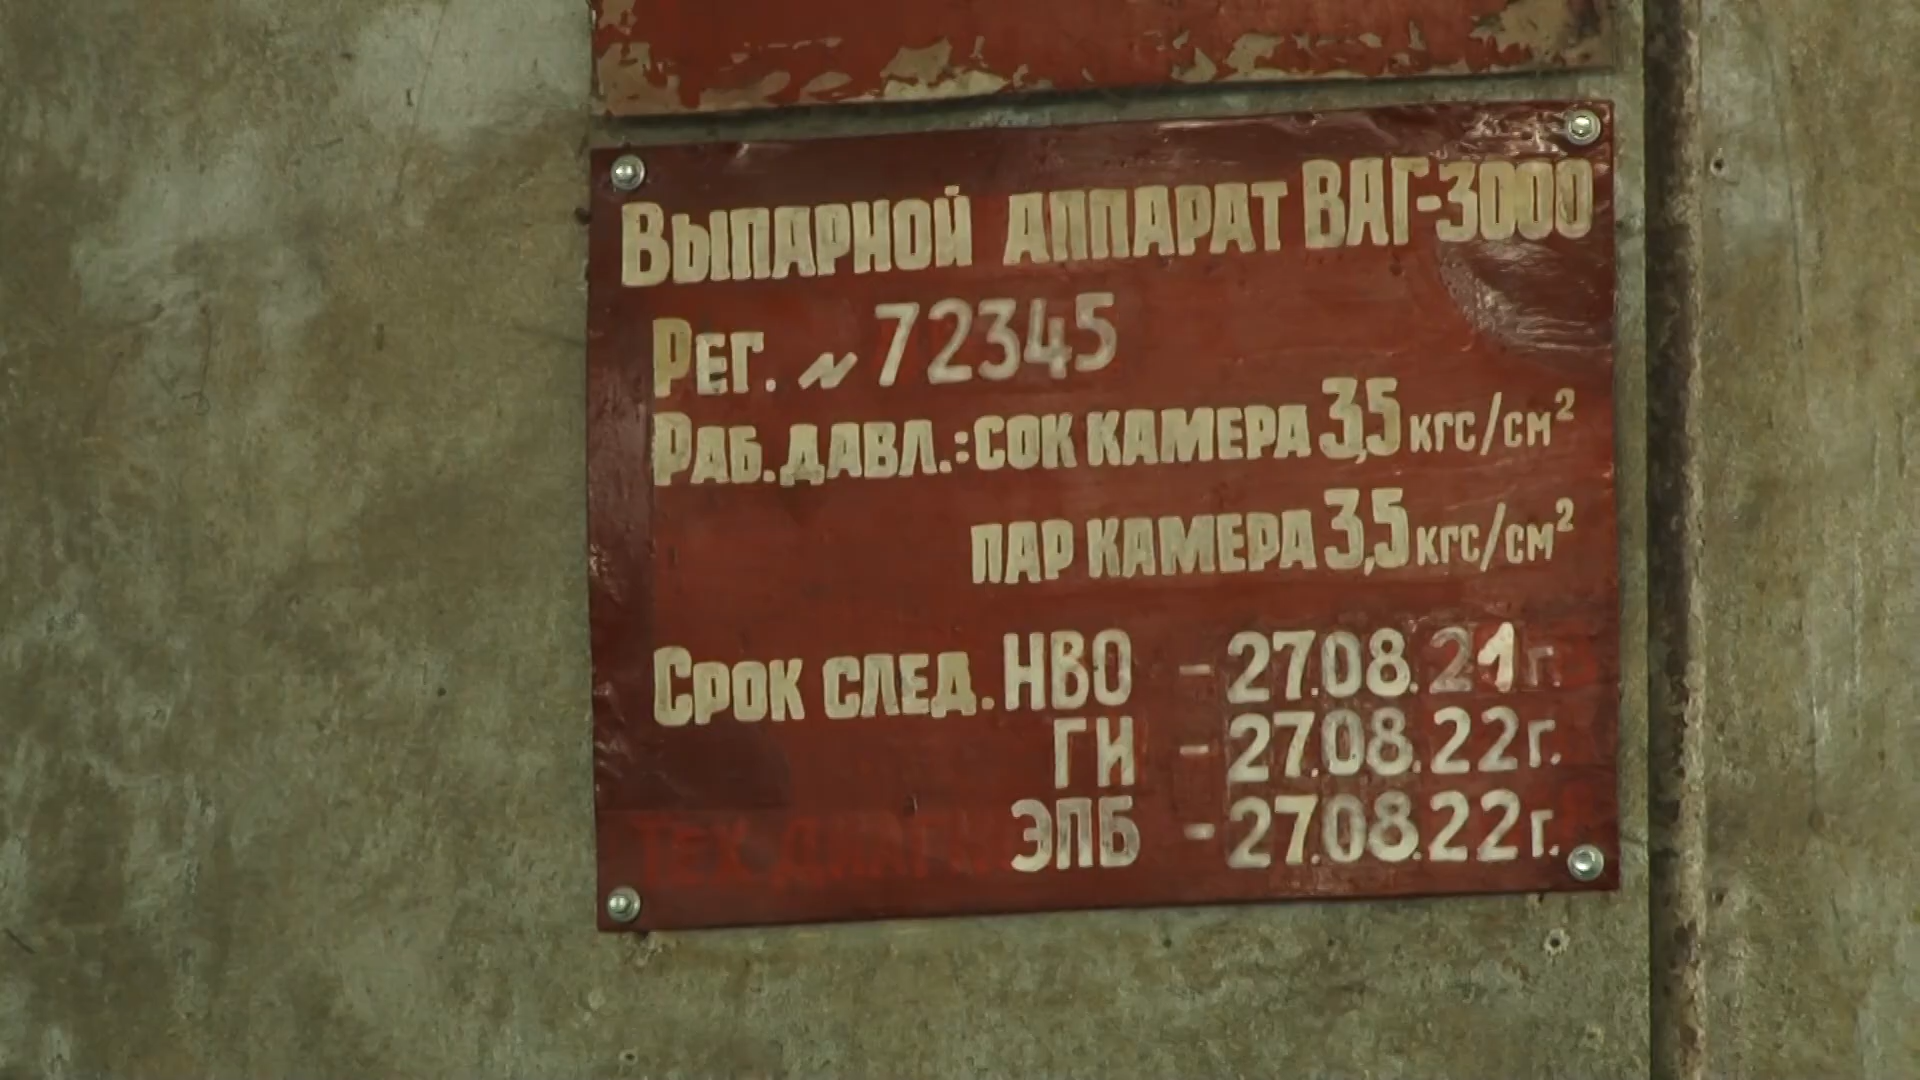 ВЫПАРНОЙ АППАРАТ ВАГ-3000
РЕГ. N 72345
РАБ.ДАВЛ.:СОК КАМЕРА 3,5 кгс/см²
ПАР КАМЕРА 3,5 кгс/см²
СРОК СЛЕД. НВО - 27.08.21г.
ГИ - 27.08.22г.
ЭПБ - 27.08.22г.